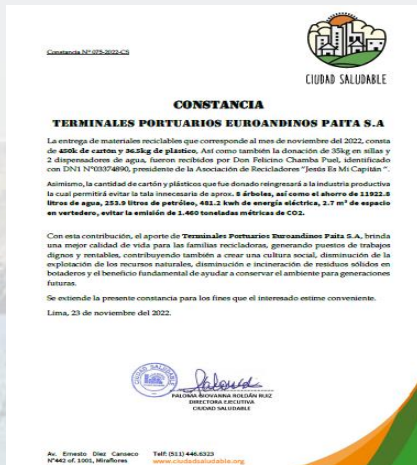 CIUDAD SALUDABLE
Constancia Nº 075-2022-CS
CONSTANCIA
TERMINALES PORTUARIOS EUROANDINOS PAITA S.A
La entrega de materiales reciclables que corresponde al mes de noviembre del 2022, consta
de 450k de cartón y 36.5kg de plástico, Así como también la donación de 35kg en sillas y
2 dispensadores de agua, fueron recibidos por Don Felicino Chamba Puel, identificado
con DN1 Nº03374890, presidente de la Asociación de Recicladores "Jesús Es Mi Capitán ".
Asimismo, la cantidad de cartón y plásticos que fue donado reingresará a la industria productiva
la cual permitirá evitar la tala innecesaria de aprox. 8 árboles, así como el ahorro de 11922.8
litros de agua, 253.9 litros de petróleo, 481.2 kwh de energía eléctrica, 2.7 m³ de espacio
en vertedero, evitar la emisión de 1.460 toneladas métricas de CO2.
Con esta contribución, el aporte de Terminales Portuarios Euroandinos Paita S.A, brinda
una mejor calidad de vida para las familias recicladoras, generando puestos de trabajos
dignos y rentables, contribuyendo también a crear una cultura social, disminución de la
explotación de los recursos naturales, disminución e incineración de residuos sólidos en
botaderos y el beneficio fundamental de ayudar a conservar el ambiente para generaciones
futuras.
Se extiende la presente constancia para los fines que el interesado estime conveniente.
Lima, 23 de noviembre del 2022.
PALOMA GIOVANNA ROLDÁN RUIZ
DIRECTORA EJECUTIVA
CIUDAD SALUDABLE
Av. Ernesto Diez Canseco
Nº442 of. 1001, Miraflores
Telf: (511) 446.6323
www.ciudadsaludable.org